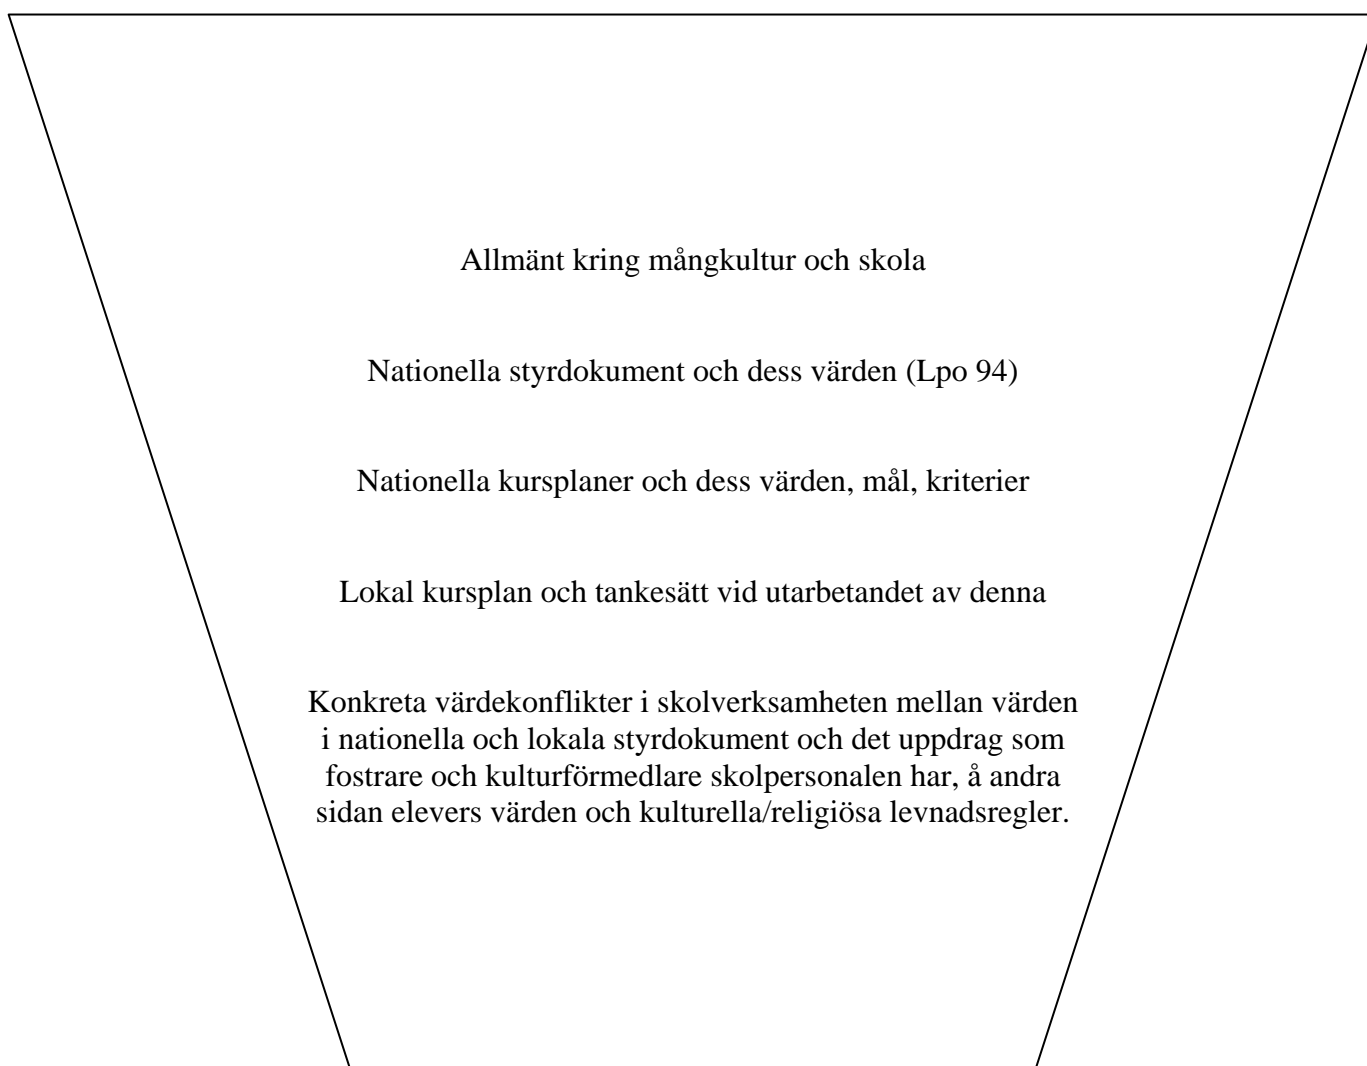 Allmänt kring mångkultur och skola
Nationella styrdokument och dess värden (Lpo 94)
Nationella kursplaner och dess värden, mål, kriterier
Lokal kursplan och tankesätt vid utarbetandet av denna
Konkreta värdekonflikter i skolverksamheten mellan värden
i nationella och lokala styrdokument och det uppdrag som
fostrare och kulturförmedlare skolpersonalen har, å andra
sidan elevers värden och kulturella/religiösa levnadsregler.